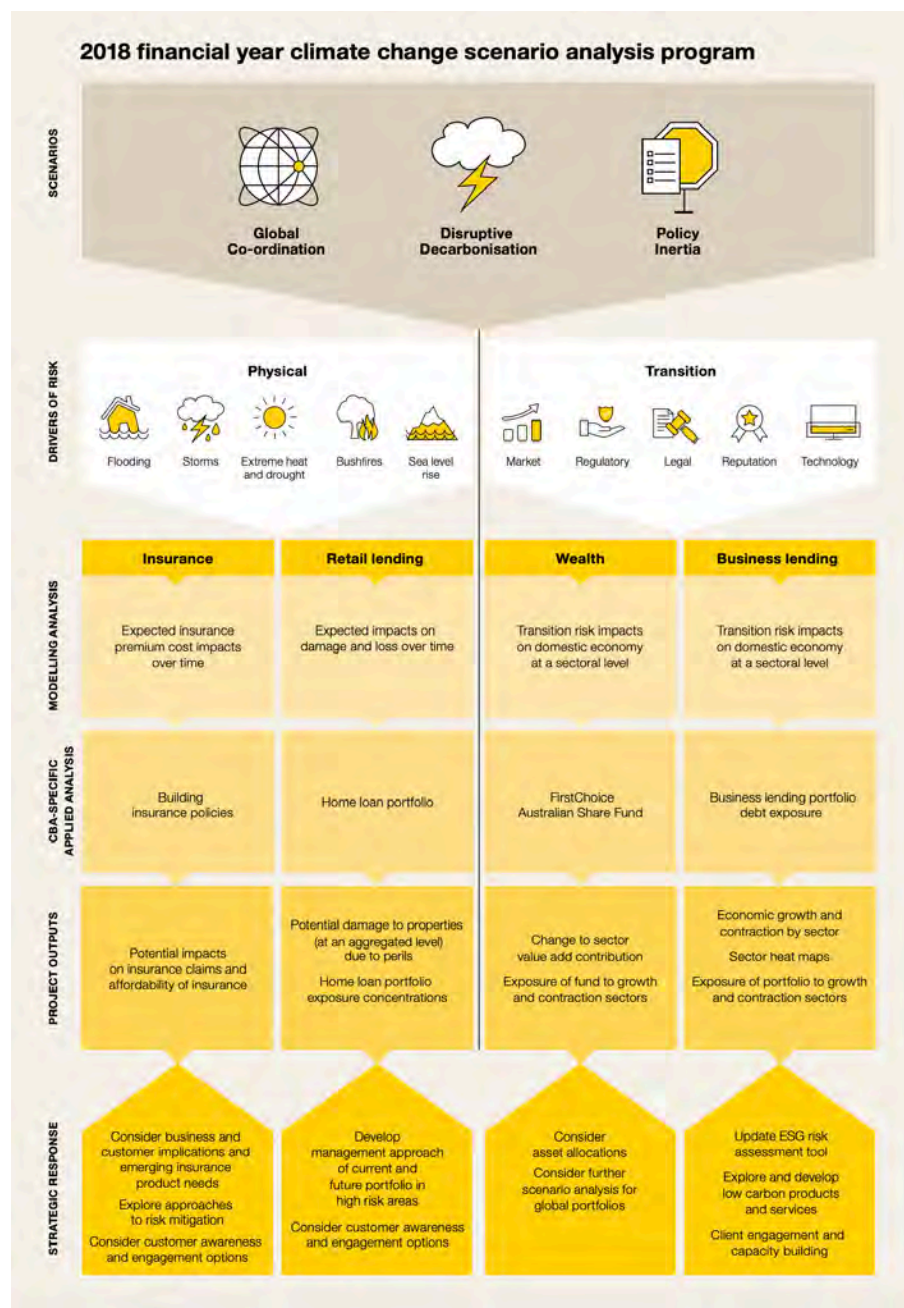 2018 financial year climate change scenario analysis program
SCENARIOS
Global
Co-ordination
Disruptive
Decarbonisation
Policy
Inertia
DRIVERS OF RISK
Physical
Flooding
Storms
Extreme heat
and drought
Bushfires
Sea level
rise
Transition
Market
Regulatory
Legal
Reputation
Technology
Insurance
Retail lending
Wealth
Business lending
MODELLING ANALYSIS
Expected insurance
premium cost impacts
over time
Expected impacts on
damage and loss over time
Transition risk impacts
on domestic economy
at a sectoral level
Transition risk impacts
on domestic economy
at a sectoral level
CBA-SPECIFIC
APPLIED ANALYSIS
Building
insurance policies
Home loan portfolio
FirstChoice
Australian Share Fund
Business lending portfolio
debt exposure
PROJECT OUTPUTS
Potential impacts
on insurance claims and
affordability of insurance
Potential damage to properties
(at an aggregated level)
due to perils
Home loan portfolio
exposure concentrations
Change to sector
value add contribution
Exposure of fund to growth
and contraction sectors
Economic growth and
contraction by sector
Sector heat maps
Exposure of portfolio to growth
and contraction sectors
STRATEGIC RESPONSE
Consider business and
customer implications and
emerging insurance
product needs
Explore approaches
to risk mitigation
Consider customer awareness
and engagement options
Develop
management approach
of current and
future portfolio in
high risk areas
Consider customer awareness
and engagement options
Consider
asset allocations
Consider further
scenario analysis for
global portfolios
Update ESG risk
assessment tool
Explore and develop
low carbon products
and services
Client engagement and
capacity building